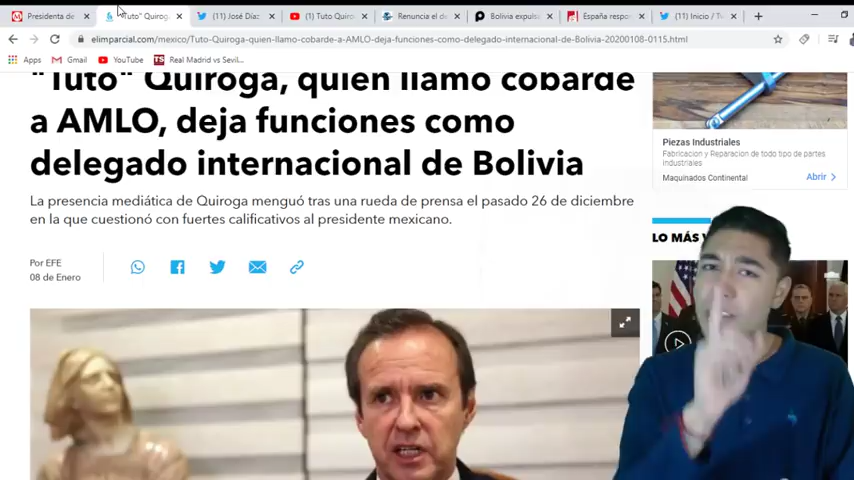 Presidenta de
"Tuto" Quirog
(11) José Díaz
(1) Tuto Quiro
Renuncia el d
Bolivia expuls
España respon
(11) Inicio / Tw
elimparcial.com/mexico/Tuto-Quiroga-quien-llamo-cobarde-a-AMLO-deja-funciones-como-delegado-internacional-de-Bolivia-20200108-0115.html
Apps
Gmail
YouTube
TS
Real Madrid vs Sevil...
"Tuto" Quiroga, quien llamó cobarde
a AMLO, deja funciones como
delegado internacional de Bolivia
La presencia mediática de Quiroga menguó tras una rueda de prensa el pasado 26 de diciembre
en la que cuestionó con fuertes calificativos al presidente mexicano.
Por EFE
08 de Enero
Piezas Industriales
Fabricacion y Reparacion de todo tipo de partes
industriales
Maquinados Continental
Abrir
LO MÁS